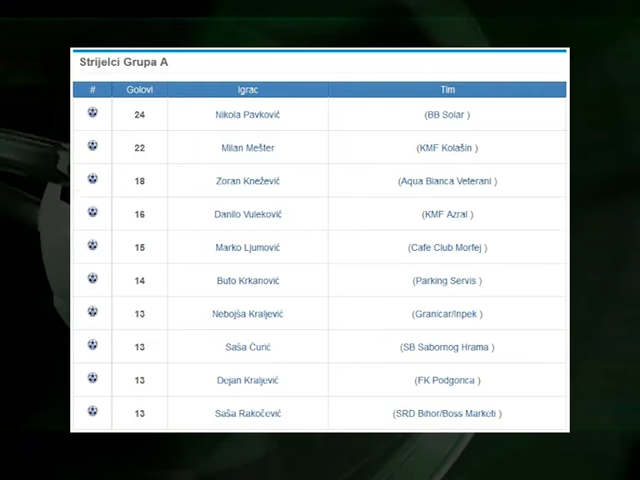 Strijelci Grupa A
# Golovi Igrac Tim
24 Nikola Pavković (BB Solar )
22 Milan Mešter (KMF Kolašin )
18 Zoran Knežević (Aqua Bianca Veterani )
16 Danilo Vuleković (KMF Azral )
15 Marko Ljumović (Cafe Club Morfej )
14 Buto Krkanović (Parking Servis )
13 Nebojša Kraljević (Granicar/Inpek )
13 Saša Ćurić (SB Sabornog Hrama )
13 Dejan Kraljević (FK Podgorica )
13 Saša Rakočević (SRD Bihor/Boss Marketi )